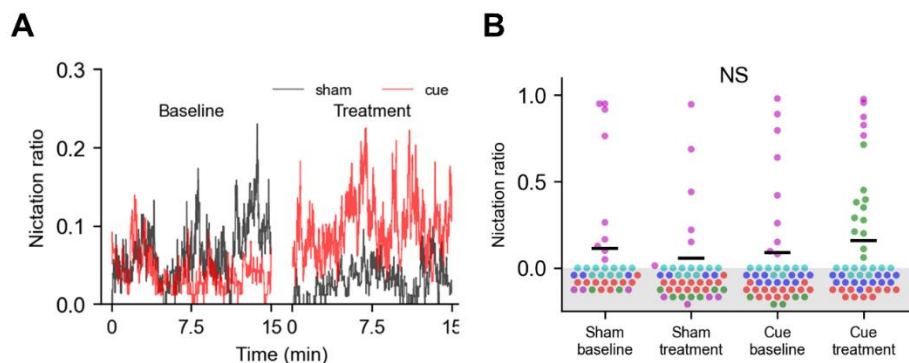 A
Nictation ratio
0.3
0.2
0.1
0.0
sham
cue
Baseline
Treatment
0
7.5
15
0
7.5
15
Time (min)
B
NS
Nictation ratio
1.0
0.5
0.0
Sham
baseline
Sham
treatment
Cue
baseline
Cue
treatment